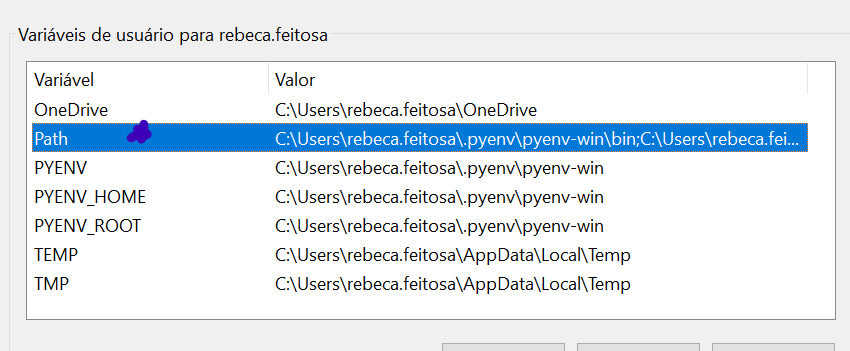 Variáveis de usuário para rebeca.feitosa
Variável Valor
OneDrive C:\Users\rebeca.feitosa\OneDrive
Path C:\Users\rebeca.feitosa\.pyenv\pyenv-win\bin;C:\Users\rebeca.fei...
PYENV C:\Users\rebeca.feitosa\.pyenv\pyenv-win
PYENV_HOME C:\Users\rebeca.feitosa\.pyenv\pyenv-win
PYENV_ROOT C:\Users\rebeca.feitosa\.pyenv\pyenv-win
TEMP C:\Users\rebeca.feitosa\AppData\Local\Temp
TMP C:\Users\rebeca.feitosa\AppData\Local\Temp